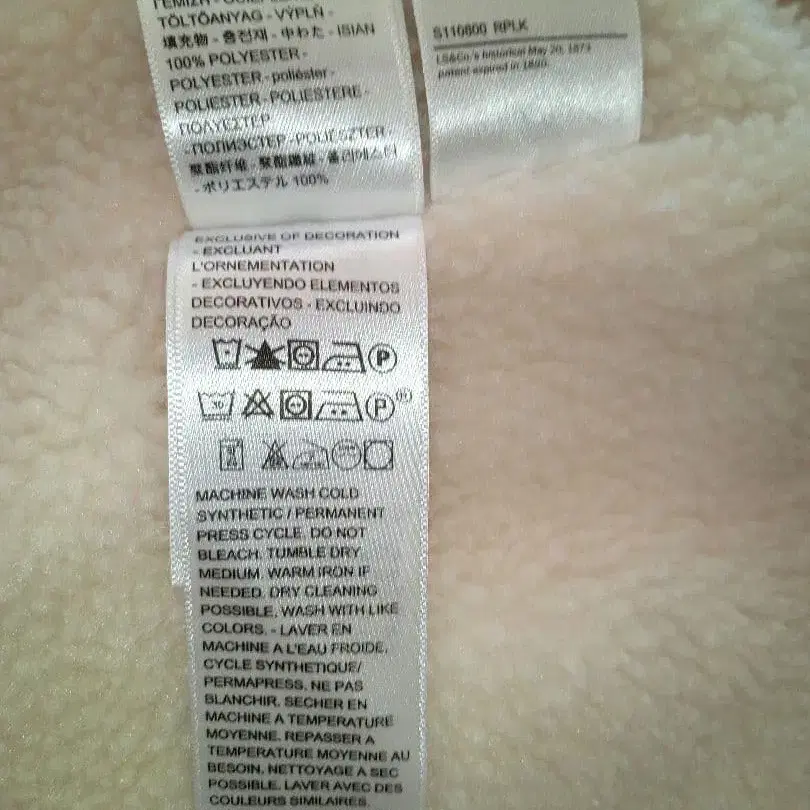 TÖLTŐANYAG - VÝPLŇ -
填充物 - 충전재 - 中わた - ISIAN
100% POLYESTER -
POLYESTER - poliéster -
POLIESTER - POLIESTERE -
ΠΟΛΥΕΣΤΕΡ
- ПОЛИЭСТЕР - POLIÉSZTER -
聚酯纤维 - 聚酯纖維 - 폴리에스터
- ポリエステル 100%
S110600 RPLK
LS&Co.'s historical May 20, 1873
patent expired in 1890.
EXCLUSIVE OF DECORATION
- EXCLUANT
L'ORNEMENTATION
- EXCLUYENDO ELEMENTOS
DECORATIVOS - EXCLUINDO
DECORAÇÃO
P
P
MACHINE WASH COLD
SYNTHETIC / PERMANENT
PRESS CYCLE. DO NOT
BLEACH. TUMBLE DRY
MEDIUM. WARM IRON IF
NEEDED. DRY CLEANING
POSSIBLE. WASH WITH LIKE
COLORS. - LAVER EN
MACHINE A L'EAU FROIDE,
CYCLE SYNTHETIQUE/
PERMAPRESS. NE PAS
BLANCHIR. SECHER EN
MACHINE A TEMPERATURE
MOYENNE. REPASSER A
TEMPERATURE MOYENNE AU
BESOIN. NETTOYAGE A SEC
POSSIBLE. LAVER AVEC DES
COULEURS SIMILAIRES.